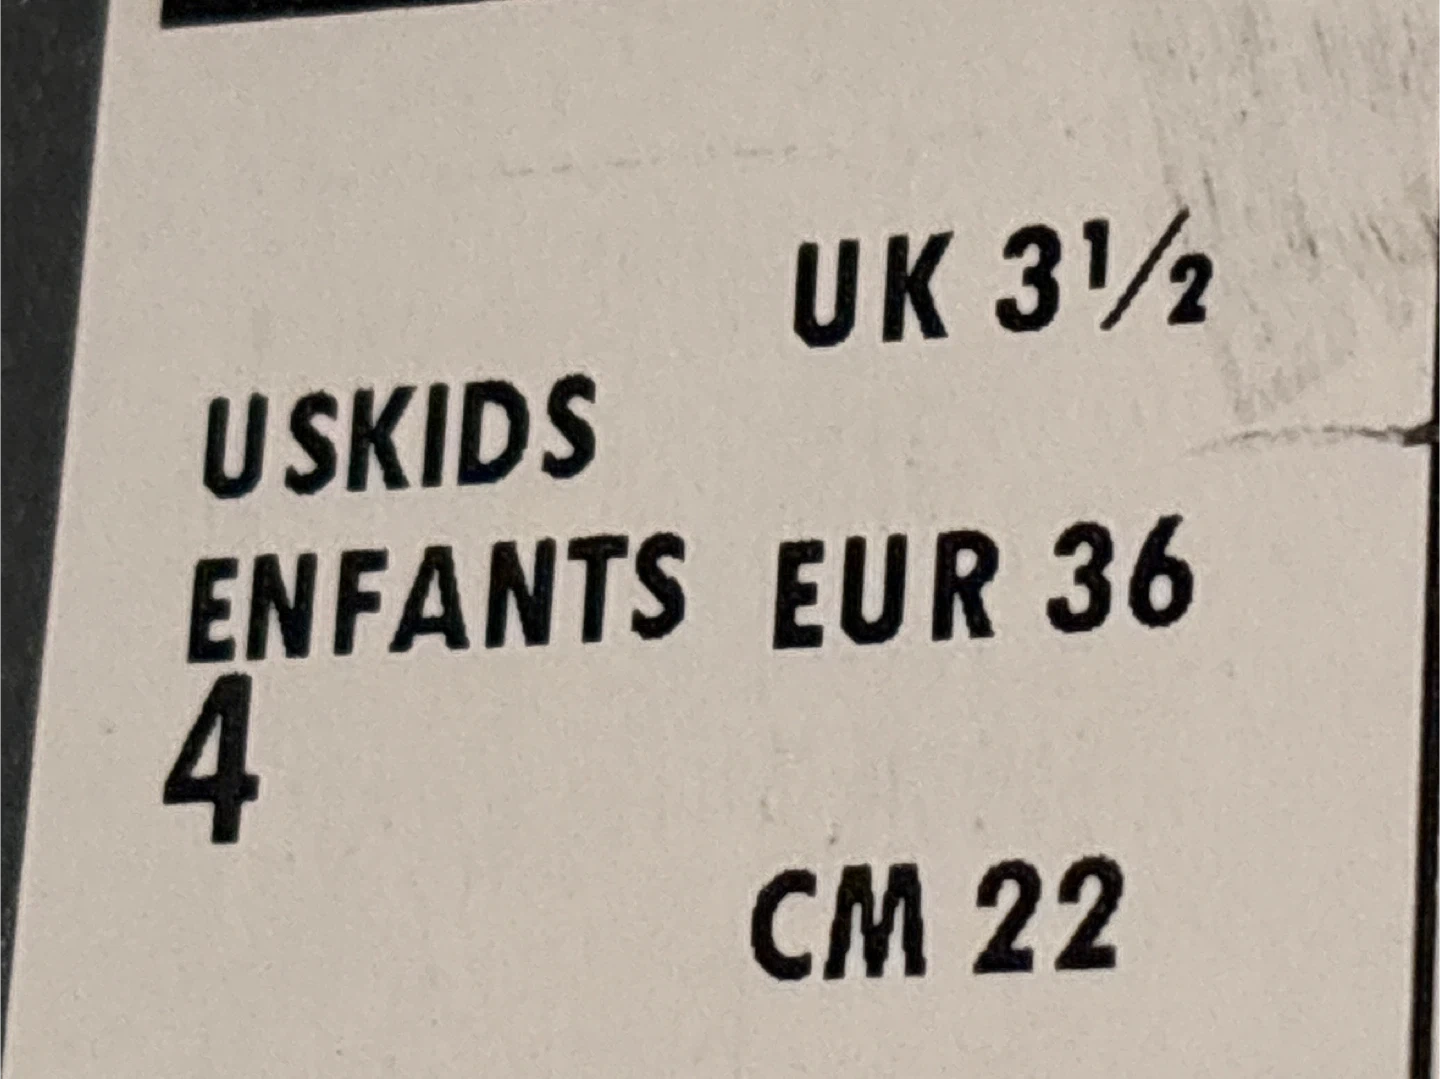 UK 3½
USKIDS
ENFANTS EUR 36
4
CM 22